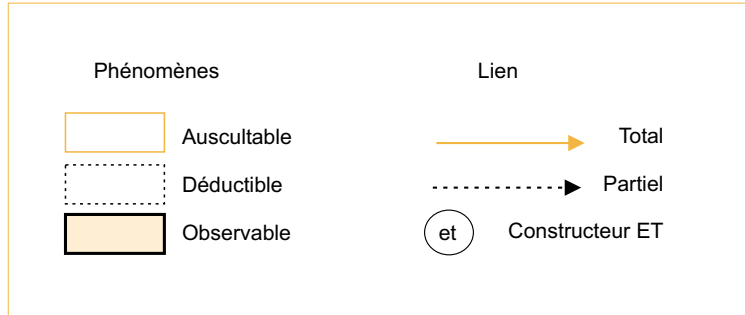 Phénomènes Lien
Auscultable Total
Déductible Partiel
Observable et Constructeur ET